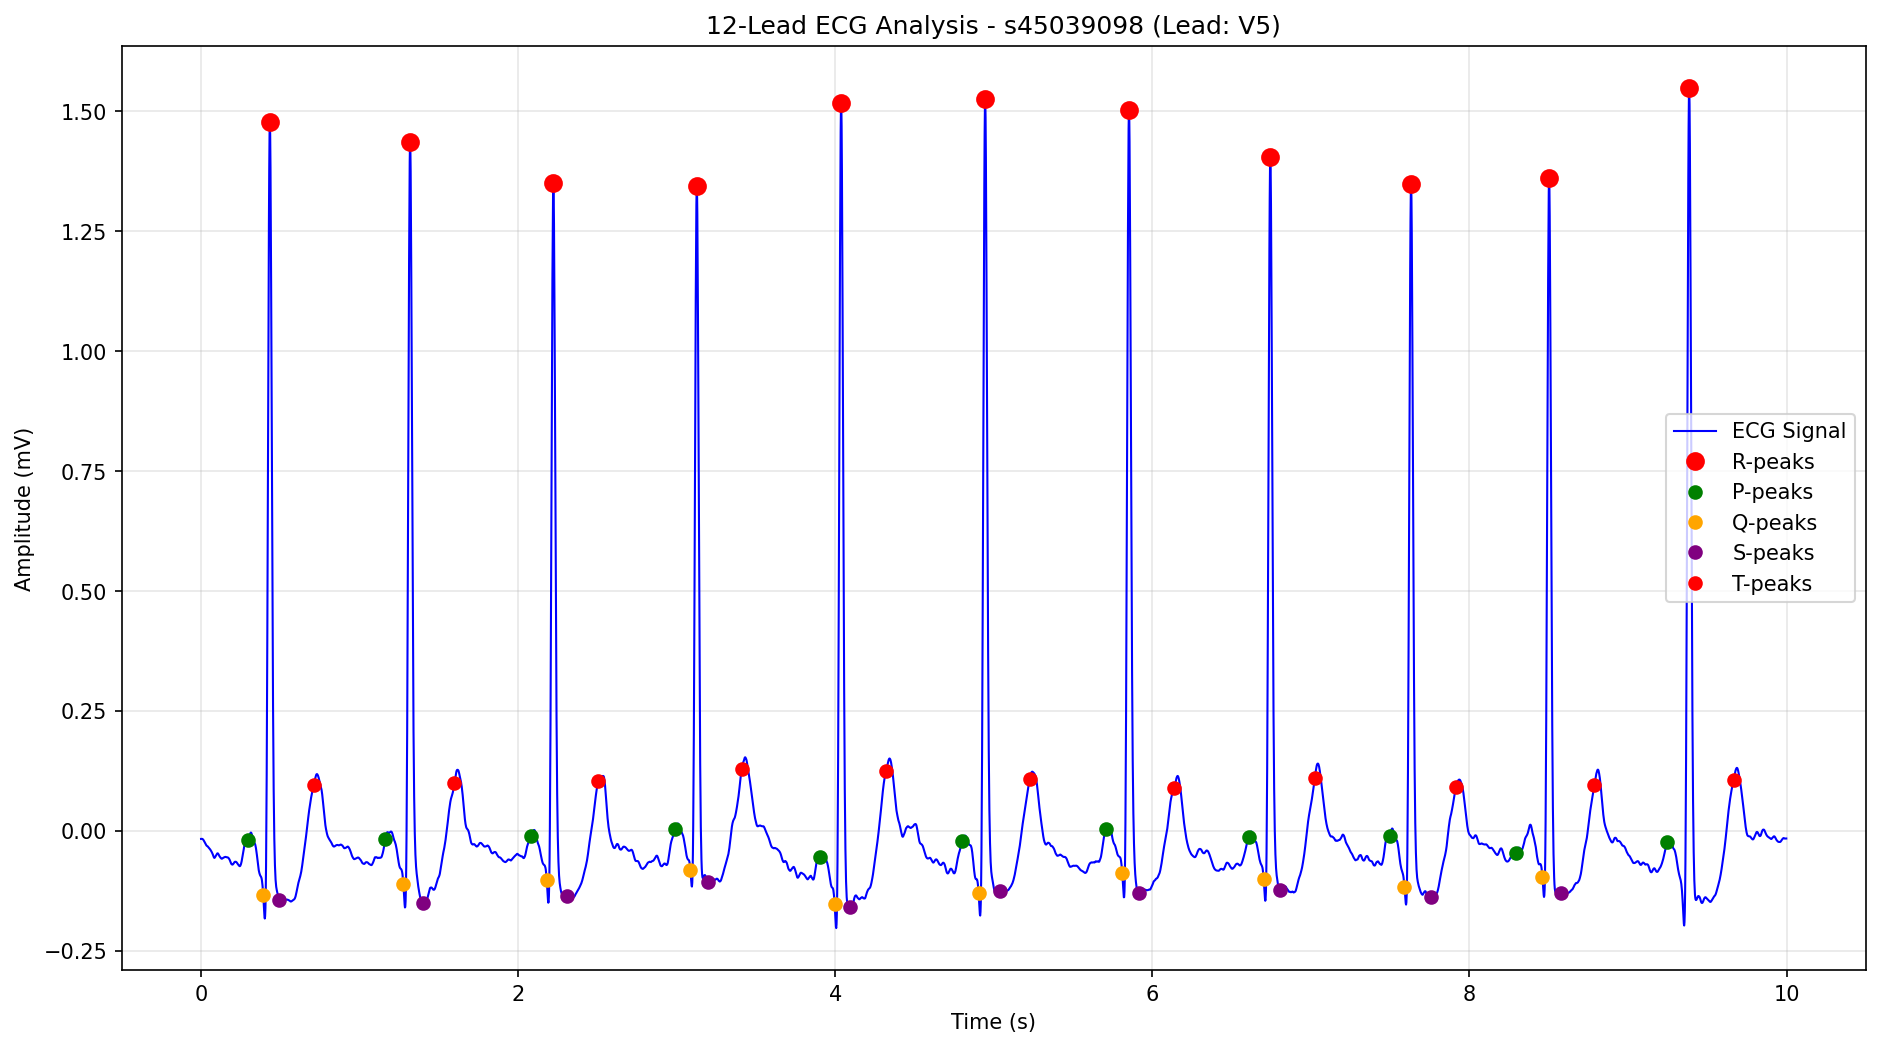 12-Lead ECG Analysis - s45039098 (Lead: V5)
Amplitude (mV)
1.50
1.25
1.00
0.75
0.50
0.25
0.00
−0.25
0 2 4 6 8 10
Time (s)
ECG Signal
R-peaks
P-peaks
Q-peaks
S-peaks
T-peaks